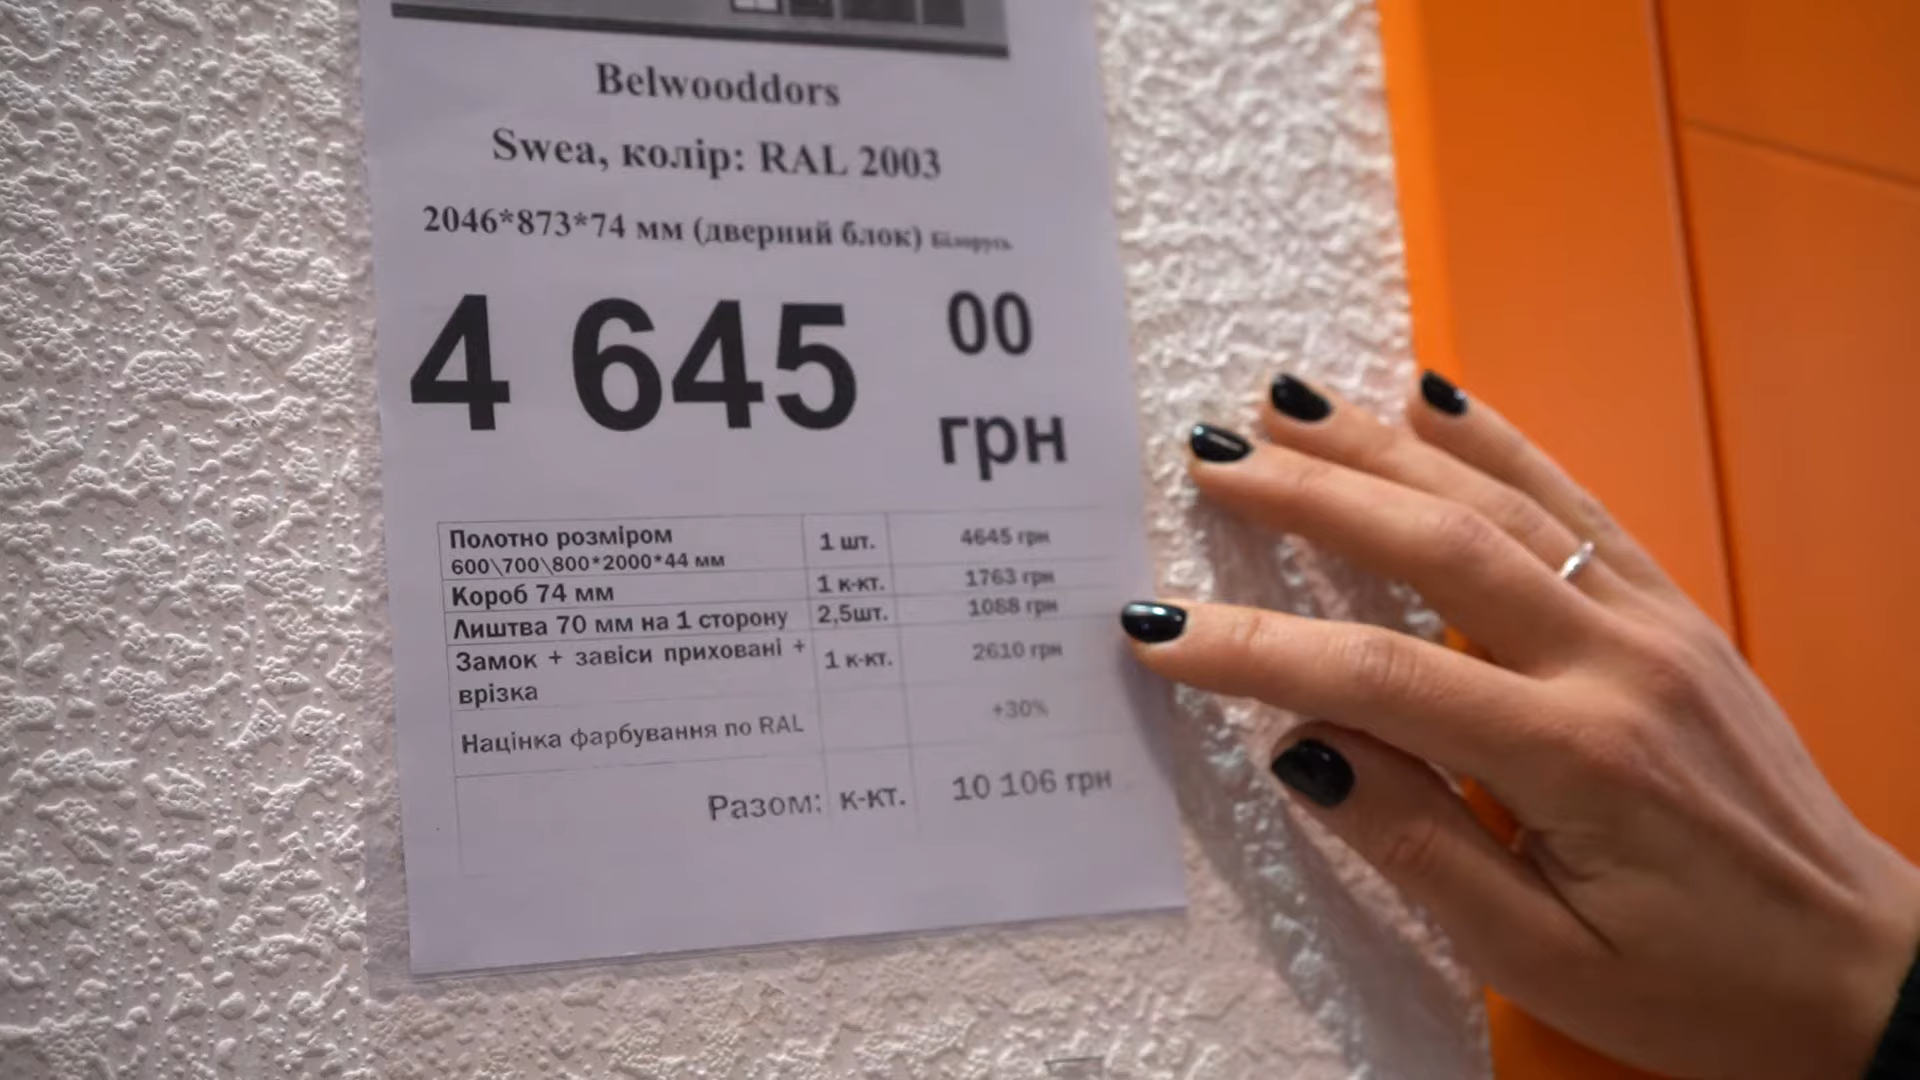 Belwooddors
Swea, колір: RAL 2003
2046*873*74 мм (дверний блок) Білорусь
4 645 00 грн
Полотно розміром 1 шт. 4645 грн
600\700\800*2000*44 мм
Короб 74 мм 1 к-кт. 1763 грн
Лиштва 70 мм на 1 сторону 2,5шт. 1088 грн
Замок + завіси приховані + 1 к-кт. 2610 грн
врізка
Націнка фарбування по RAL +30%
Разом: к-кт. 10 106 грн